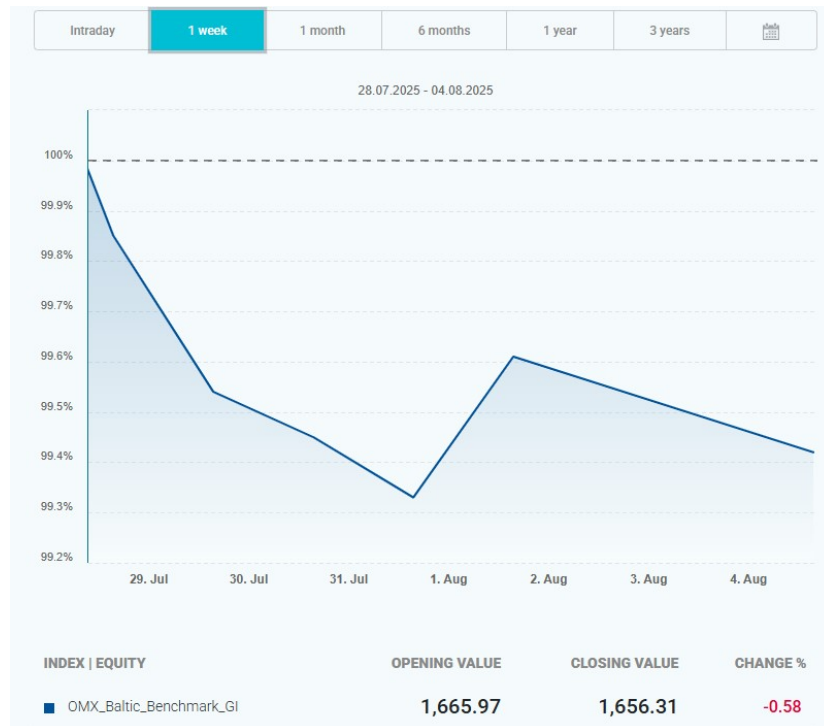 Intraday 1 week 1 month 6 months 1 year 3 years
28.07.2025 - 04.08.2025
100%
99.9%
99.8%
99.7%
99.6%
99.5%
99.4%
99.3%
99.2%
29. Jul 30. Jul 31. Jul 1. Aug 2. Aug 3. Aug 4. Aug
INDEX | EQUITY OPENING VALUE CLOSING VALUE CHANGE %
OMX_Baltic_Benchmark_GI 1,665.97 1,656.31 -0.58